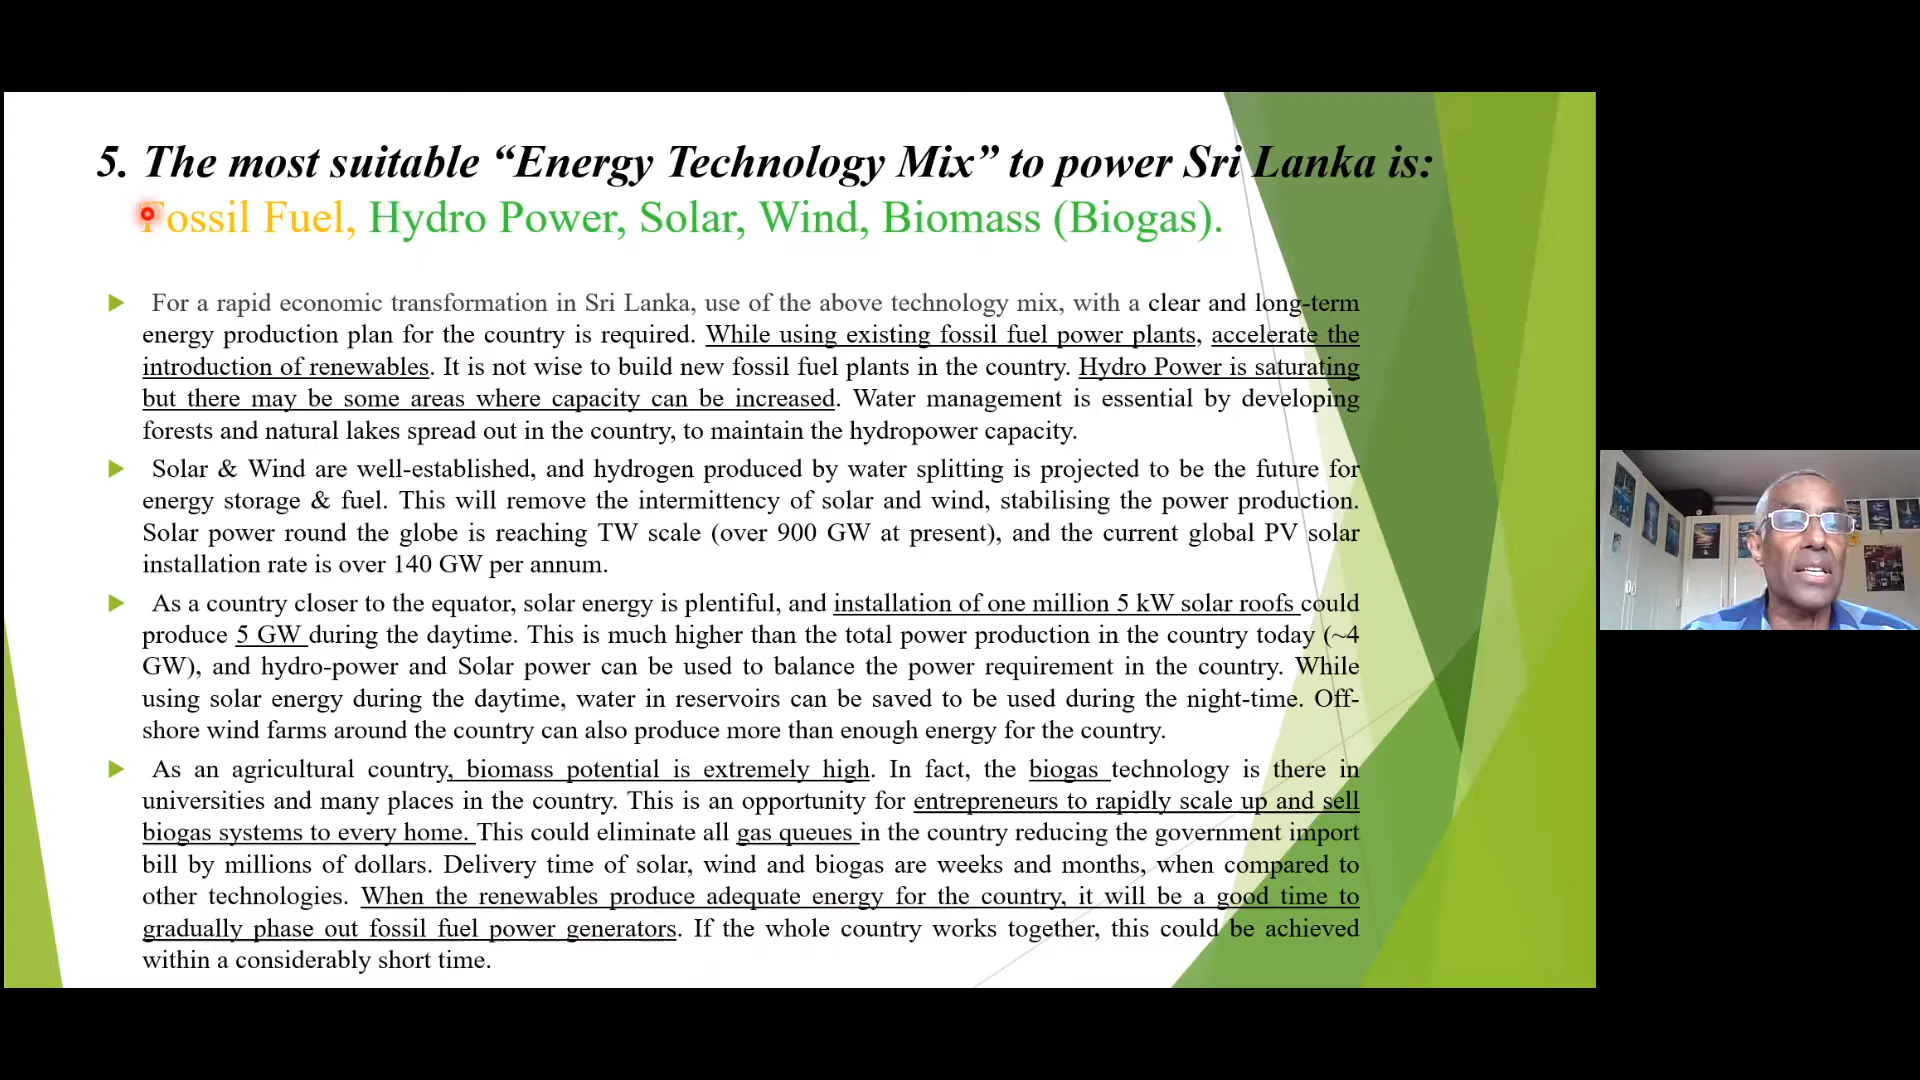 5. The most suitable “Energy Technology Mix” to power Sri Lanka is:
Fossil Fuel, Hydro Power, Solar, Wind, Biomass (Biogas).
For a rapid economic transformation in Sri Lanka, use of the above technology mix, with a clear and long-term
energy production plan for the country is required. While using existing fossil fuel power plants, accelerate the
introduction of renewables. It is not wise to build new fossil fuel plants in the country. Hydro Power is saturating
but there may be some areas where capacity can be increased. Water management is essential by developing
forests and natural lakes spread out in the country, to maintain the hydropower capacity.
Solar & Wind are well-established, and hydrogen produced by water splitting is projected to be the future for
energy storage & fuel. This will remove the intermittency of solar and wind, stabilising the power production.
Solar power round the globe is reaching TW scale (over 900 GW at present), and the current global PV solar
installation rate is over 140 GW per annum.
As a country closer to the equator, solar energy is plentiful, and installation of one million 5 kW solar roofs could
produce 5 GW during the daytime. This is much higher than the total power production in the country today (~4
GW), and hydro-power and Solar power can be used to balance the power requirement in the country. While
using solar energy during the daytime, water in reservoirs can be saved to be used during the night-time. Off-
shore wind farms around the country can also produce more than enough energy for the country.
As an agricultural country, biomass potential is extremely high. In fact, the biogas technology is there in
universities and many places in the country. This is an opportunity for entrepreneurs to rapidly scale up and sell
biogas systems to every home. This could eliminate all gas queues in the country reducing the government import
bill by millions of dollars. Delivery time of solar, wind and biogas are weeks and months, when compared to
other technologies. When the renewables produce adequate energy for the country, it will be a good time to
gradually phase out fossil fuel power generators. If the whole country works together, this could be achieved
within a considerably short time.